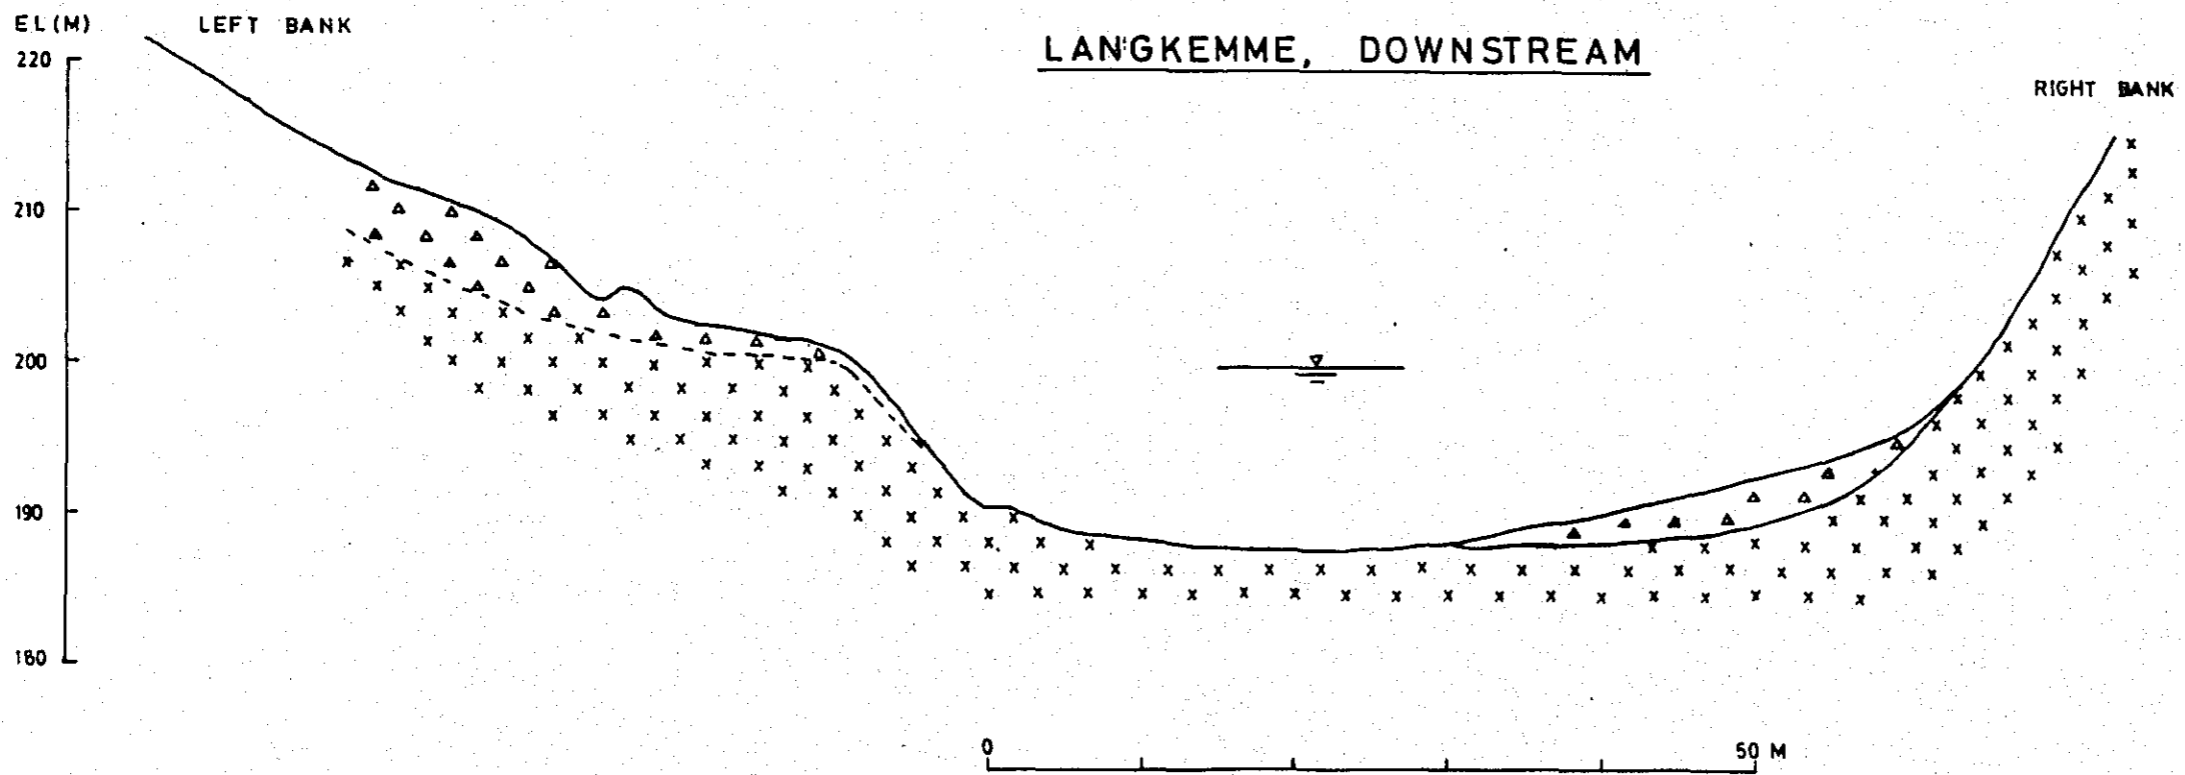 EL(M)
LEFT BANK
LANGKEMME, DOWNSTREAM
220
RIGHT BANK
210
200
190
180
0
50 M